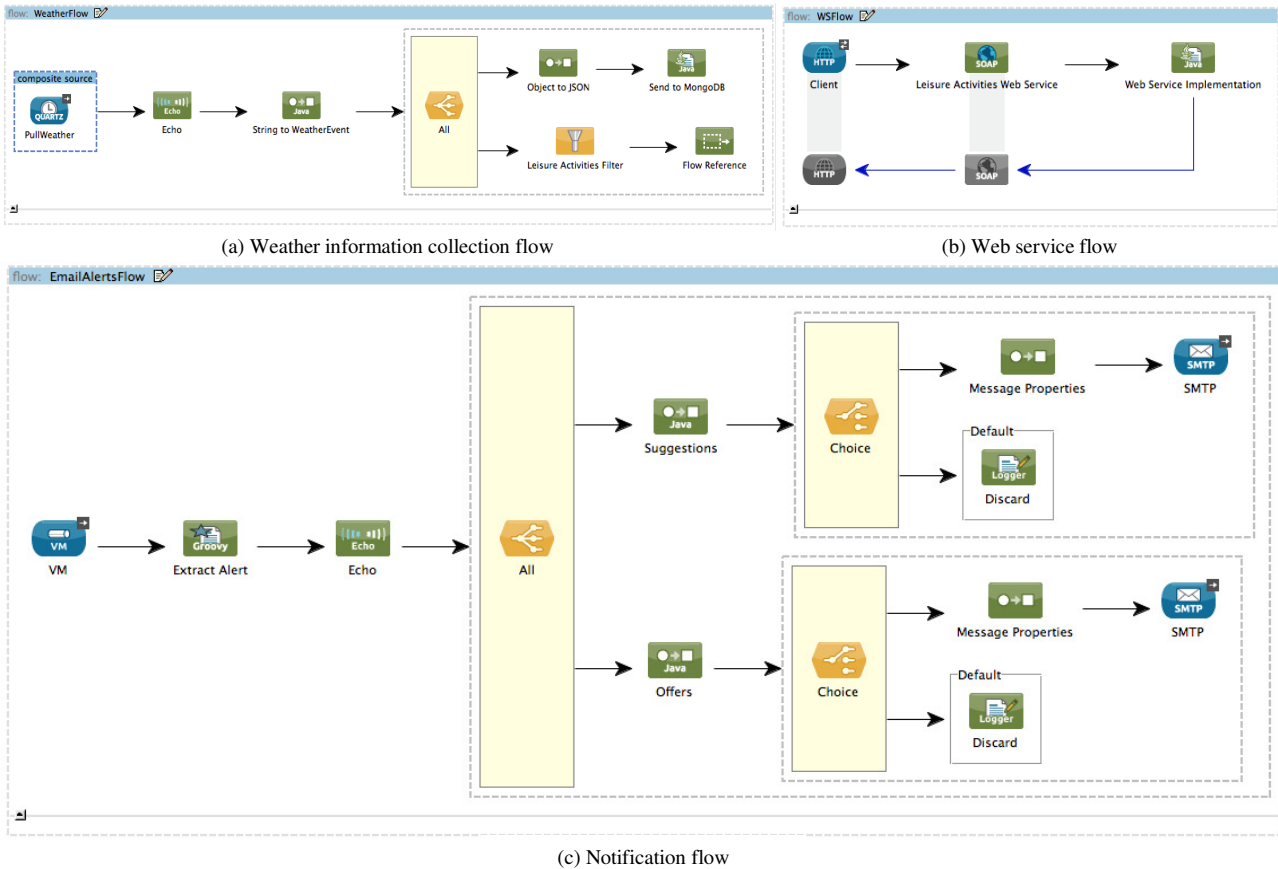 flow: WeatherFlow
composite source
QUARTZ
PullWeather
Echo
Echo
Java
String to WeatherEvent
All
Object to JSON
Java
Send to MongoDB
Leisure Activities Filter
Flow Reference
(a) Weather information collection flow
flow: WSFlow
HTTP
Client
SOAP
Leisure Activities Web Service
Java
Web Service Implementation
HTTP
SOAP
(b) Web service flow
flow: EmailAlertsFlow
VM
VM
Groovy
Extract Alert
Echo
Echo
All
Java
Suggestions
Choice
Message Properties
SMTP
SMTP
Default
Logger
Discard
Java
Offers
Choice
Message Properties
SMTP
SMTP
Default
Logger
Discard
(c) Notification flow